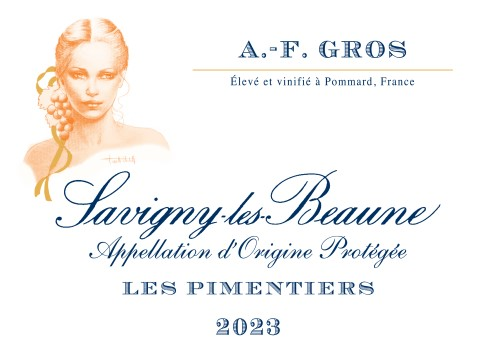 A.-F. GROS
Élevé et vinifié à Pommard, France
Savigny-les-Beaune
Appellation d'Origine Protégée
LES PIMENTIERS
2023